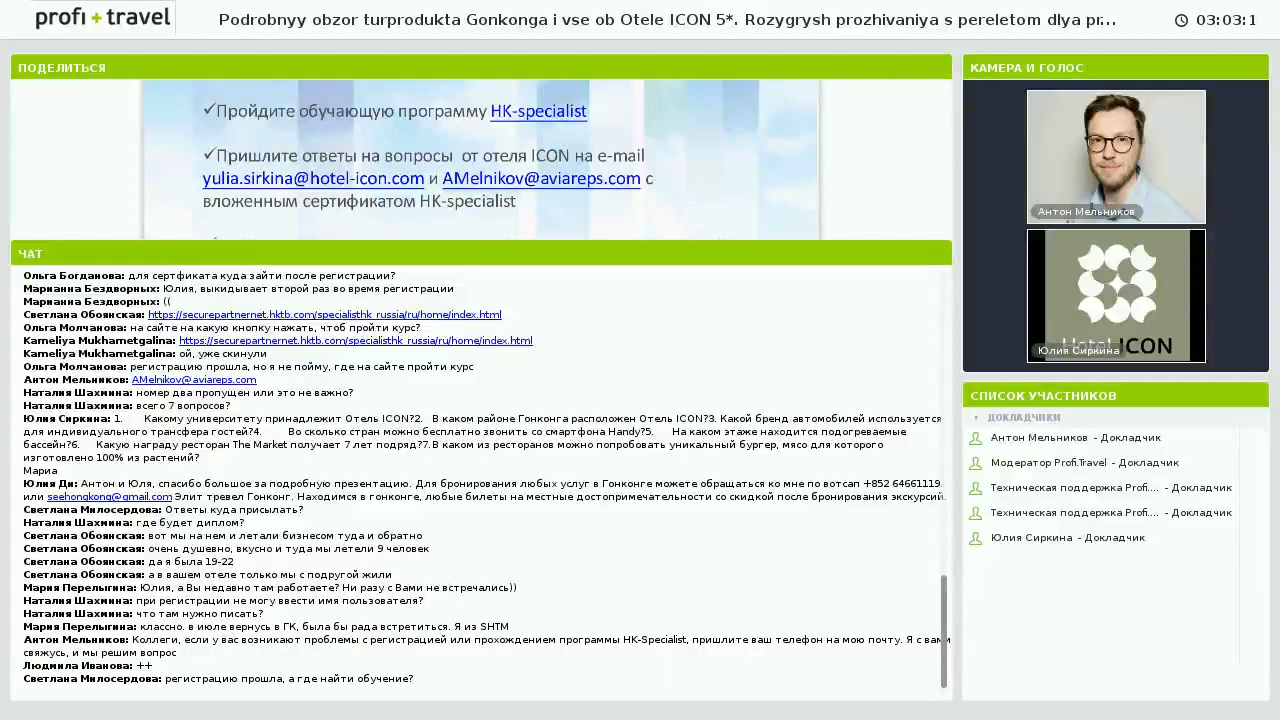 profi + travel
Podrobnyy obzor turprodukta Gonkonga i vse ob Otele ICON 5*. Rozygrysh prozhivaniya s pereletom dlya pr...
03:03:1
ПОДЕЛИТЬСЯ
✓Пройдите обучающую программу HK-specialist
✓Пришлите ответы на вопросы от отеля ICON на e-mail
yulia.sirkina@hotel-icon.com и AMelnikov@aviareps.com с
вложенным сертификатом HK-specialist
ЧАТ
Ольга Богданова: для сертфиката куда зайти после регистрации?
Марианна Бездворных: Юлия, выкидывает второй раз во время регистрации
Марианна Бездворных: ((
Светлана Обоянская: https://securepartnernet.hktb.com/specialisthk_russia/ru/home/index.html
Ольга Молчанова: на сайте на какую кнопку нажать, чтоб пройти курс?
Kameliya Mukhametgalina: https://securepartnernet.hktb.com/specialisthk_russia/ru/home/index.html
Kameliya Mukhametgalina: ой, уже скинули
Ольга Молчанова: регистрацию прошла, но я не пойму, где на сайте пройти курс
Антон Мельников: AMelnikov@aviareps.com
Наталия Шахмина: номер два пропущен или это не важно?
Наталия Шахмина: всего 7 вопросов?
Юлия Сиркина: 1. Какому университету принадлжит Отель ICON?2. В каком районе Гонконга расположен Отель ICON?3. Какой бренд автомобилей используется
для индивидуального трансфера гостей?4. Во сколько стран можно бесплатно звонить со смартфона Handy?5. На каком этаже находится подогреваемые
бассейн?6. Какую награду ресторан The Market получает 7 лет подряд?7.В каком из ресторанов можно попробовать уникальный бургер, мясо для которого
изготовлено 100% из растений?
Мариа
Юлия Ди: Антон и Юля, спасибо большое за подробную презентацию. Для бронирования любых услуг в Гонконге можете обращаться ко мне по вотсап +852 64661119.
или seehongkong@gmail.com Элит тревел Гонконг. Находимся в гонконге, любые билеты на местные достопримечательности со скидкой после бронирования экскурсий.
Светлана Милосердова: Ответы куда присылать?
Наталия Шахмина: где будет диплом?
Светлана Обоянская: вот мы на нем и летали бизнесом туда и обратно
Светлана Обоянская: очень душевно, вкусно и туда мы летели 9 человек
Светлана Обоянская: да я была 19-22
Светлана Обоянская: а в вашем отеле только мы с подругой жили
Мария Перелыгина: Юлия, а Вы недавно там работаете? Ни разу с Вами не встречались))
Наталия Шахмина: при регистрации не могу ввести имя пользователя?
Наталия Шахмина: что там нужно писать?
Мария Перелыгина: классно. в июле вернусь в ГК, была бы рада встретиться. Я из SHTM
Антон Мельников: Коллеги, если у вас возникают проблемы с регистрацией или прохождением программы HK-Specialist, пришлите ваш телефон на мою почту. Я с вами
свяжусь, и мы решим вопрос
Людмила Иванова: ++
Светлана Милосердова: регистрацию прошла, а где найти обучение?
КАМЕРА И ГОЛОС
Антон Мельников
Hotel ICON
Юлия Сиркина
СПИСОК УЧАСТНИКОВ
ДОКЛАДЧИКИ
Антон Мельников - Докладчик
Модератор Profi.Travel - Докладчик
Техническая поддержка Profi.... - Докладчик
Техническая поддержка Profi.... - Докладчик
Юлия Сиркина - Докладчик